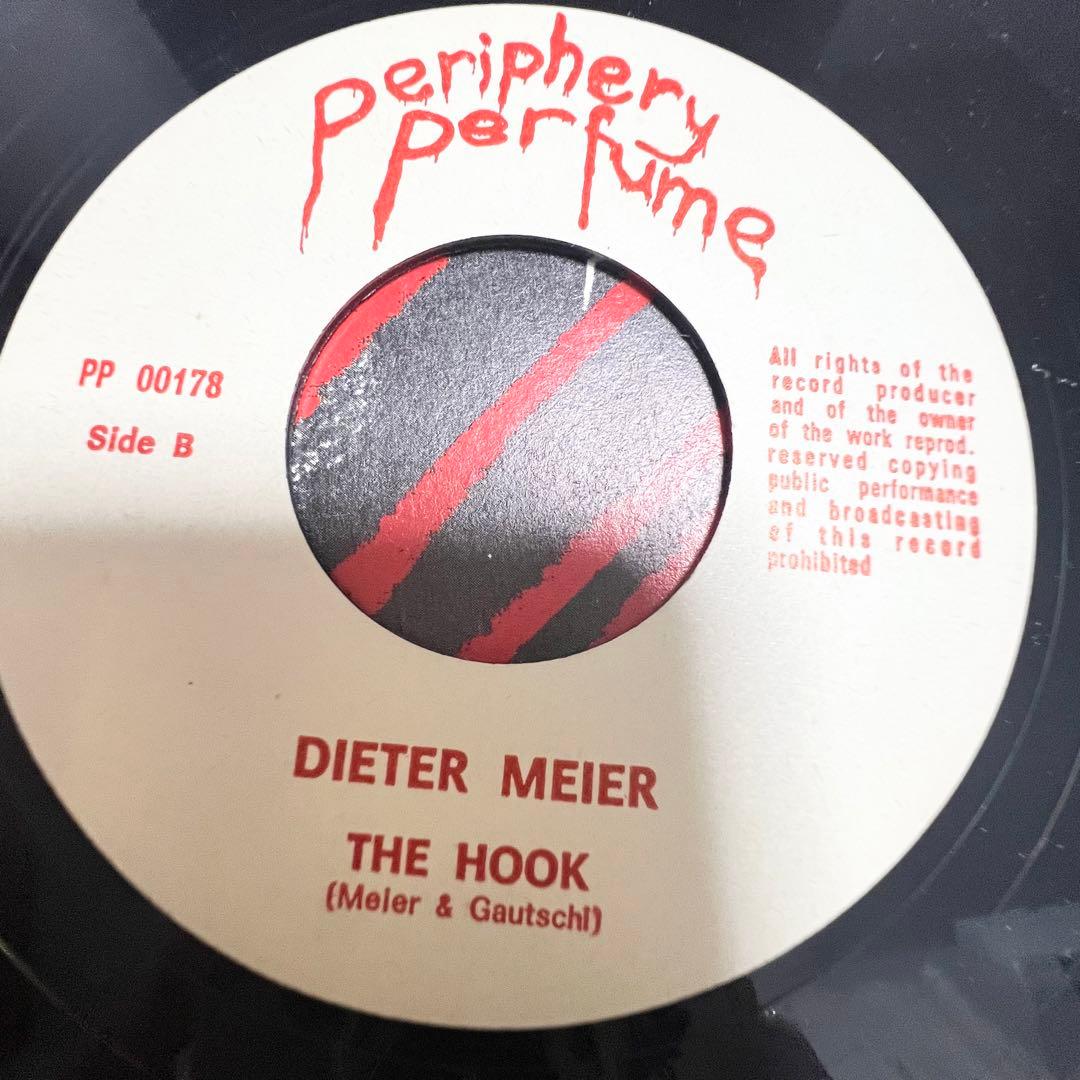 Periphery
Perfume
PP 00178
Side B
All rights of the
record producer
and of the owner
of the work reprod.
reserved copying
public performance
and broadcasting
of this record
prohibited
DIETER MEIER
THE HOOK
(Meier & Gautschi)